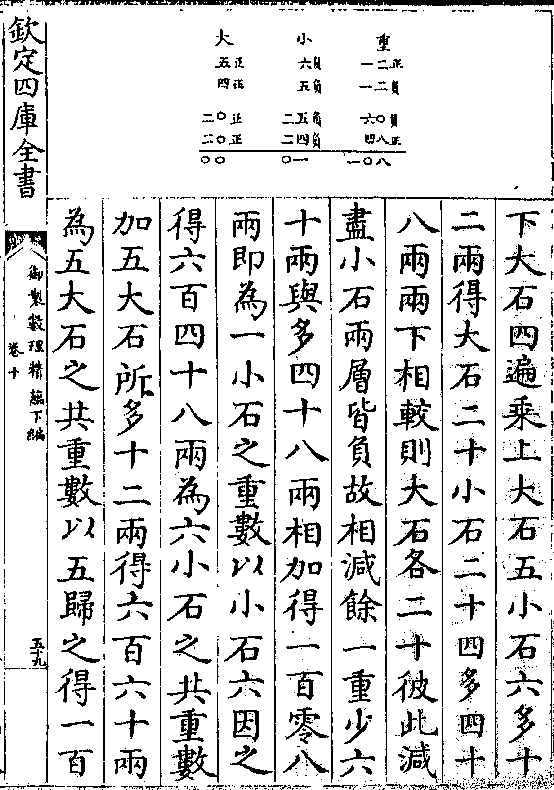 大 小 重
五正 六負 一二正
四正 五負 一二負
二〇正 二五負 六〇負
二〇正 二四負 四八正
〇〇 〇一 一〇八
下大石四遍乘上大石五小石六多十
二兩得大石二十小石二十四多四十
八兩兩下相較則大石各二十彼此減
盡小石兩層皆負故相減餘一重少六
十兩與多四十八兩相加得一百零八
兩即為一小石之重數以小石六因之
得六百四十八兩為六小石之共重數
加五大石所多十二兩得六百六十兩
為五大石之共重數以五歸之得一百
欽定四庫全書
御製數理精蘊下編
卷十
五十九